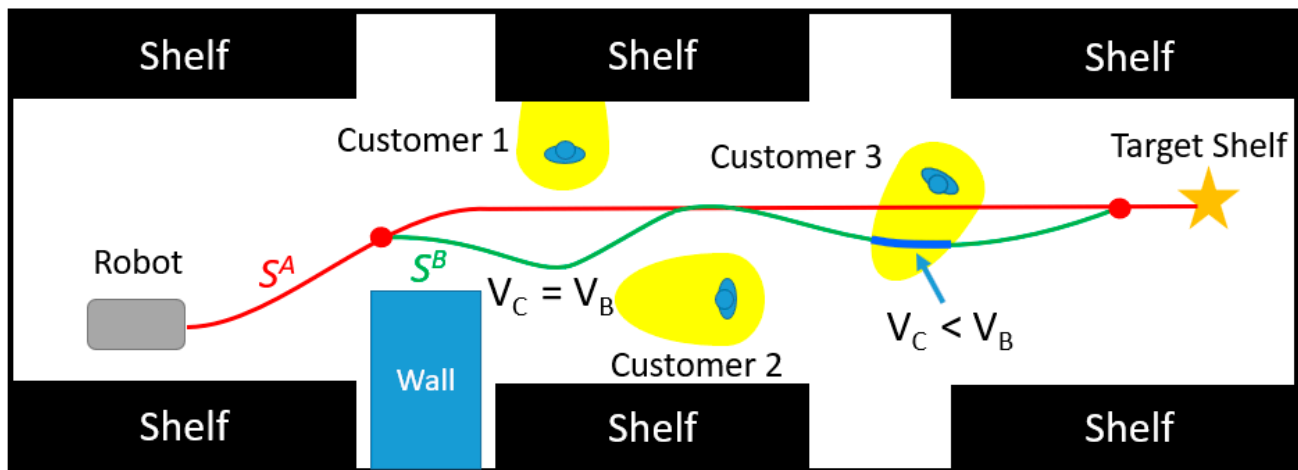 Shelf
Shelf
Shelf
Customer 1
Customer 3
Target Shelf
Robot
S^A
S^B
V_C = V_B
V_C < V_B
Customer 2
Wall
Shelf
Shelf
Shelf